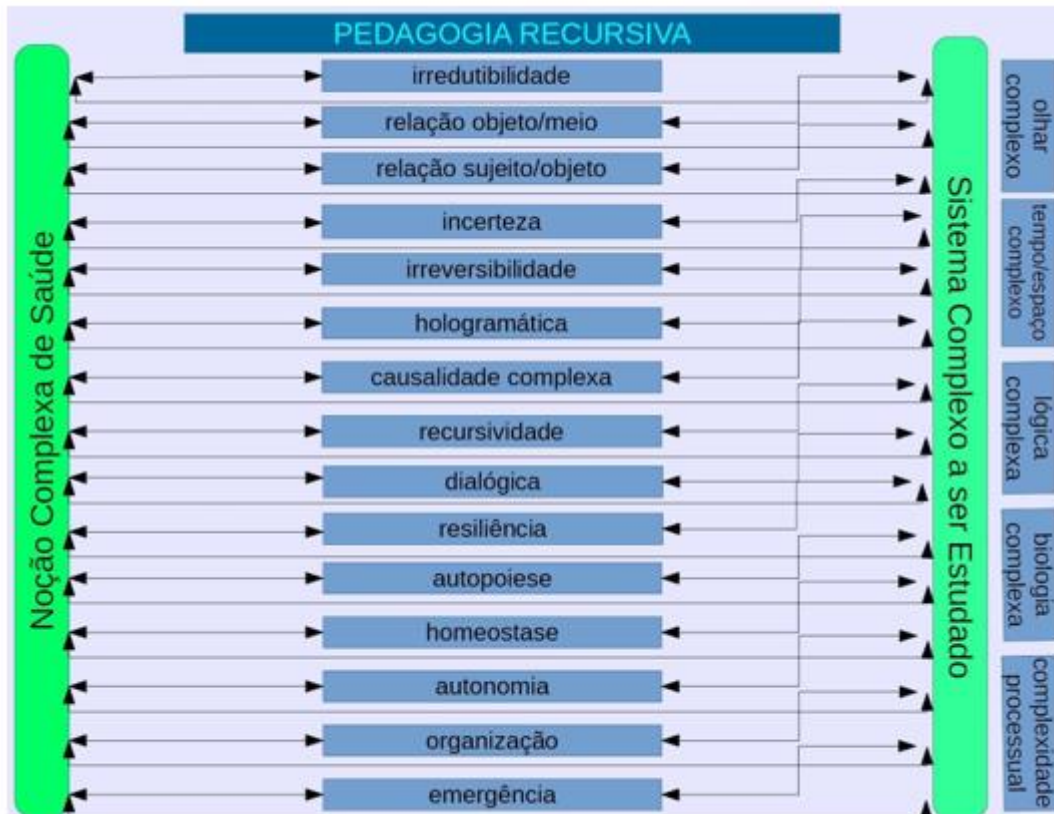 PEDAGOGIA RECURSIVA
Noção Complexa de Saúde
irredutibilidade
relação objeto/meio
relação sujeito/objeto
incerteza
irreversibilidade
hologramática
causalidade complexa
recursividade
dialógica
resiliência
autopoiese
homeostase
autonomia
organização
emergência
Sistema Complexo a ser Estudado
olhar
complexo
tempo/espaço
complexo
lógica
complexa
biologia
complexa
complexidade
processual